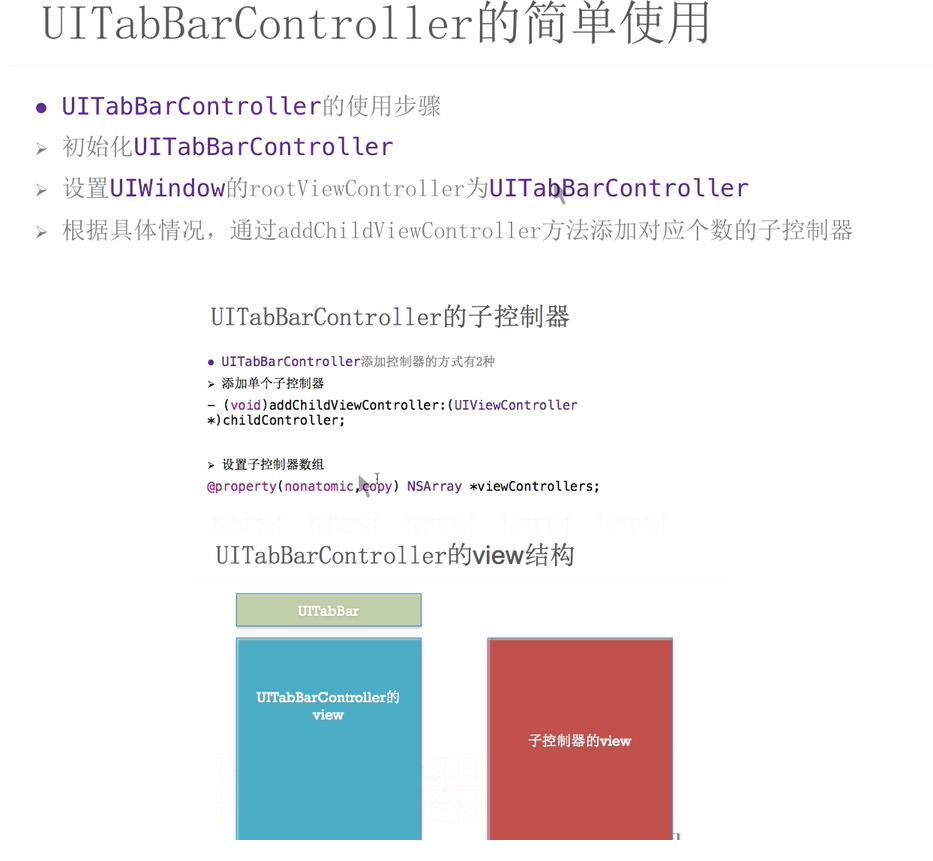 UITabBarController的简单使用
● UITabBarController的使用步骤
➢ 初始化UITabBarController
➢ 设置UIWindow的rootViewController为UITabBarController
➢ 根据具体情况，通过addChildViewController方法添加对应个数的子控制器
UITabBarController的子控制器
● UITabBarController添加控制器的方式有2种
➢ 添加单个子控制器
- (void)addChildViewController:(UIViewController
*)childController;
➢ 设置子控制器数组
@property(nonatomic,copy) NSArray *viewControllers;
UITabBarController的view结构
UITabBar
UITabBarController的
view
子控制器的view